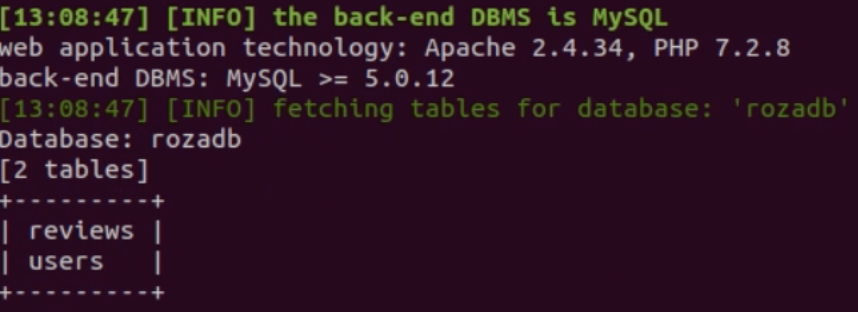 [13:08:47] [INFO] the back-end DBMS is MySQL
web application technology: Apache 2.4.34, PHP 7.2.8
back-end DBMS: MySQL >= 5.0.12
[13:08:47] [INFO] fetching tables for database: 'rozadb'
Database: rozadb
[2 tables]
+---------+
| reviews |
| users   |
+---------+